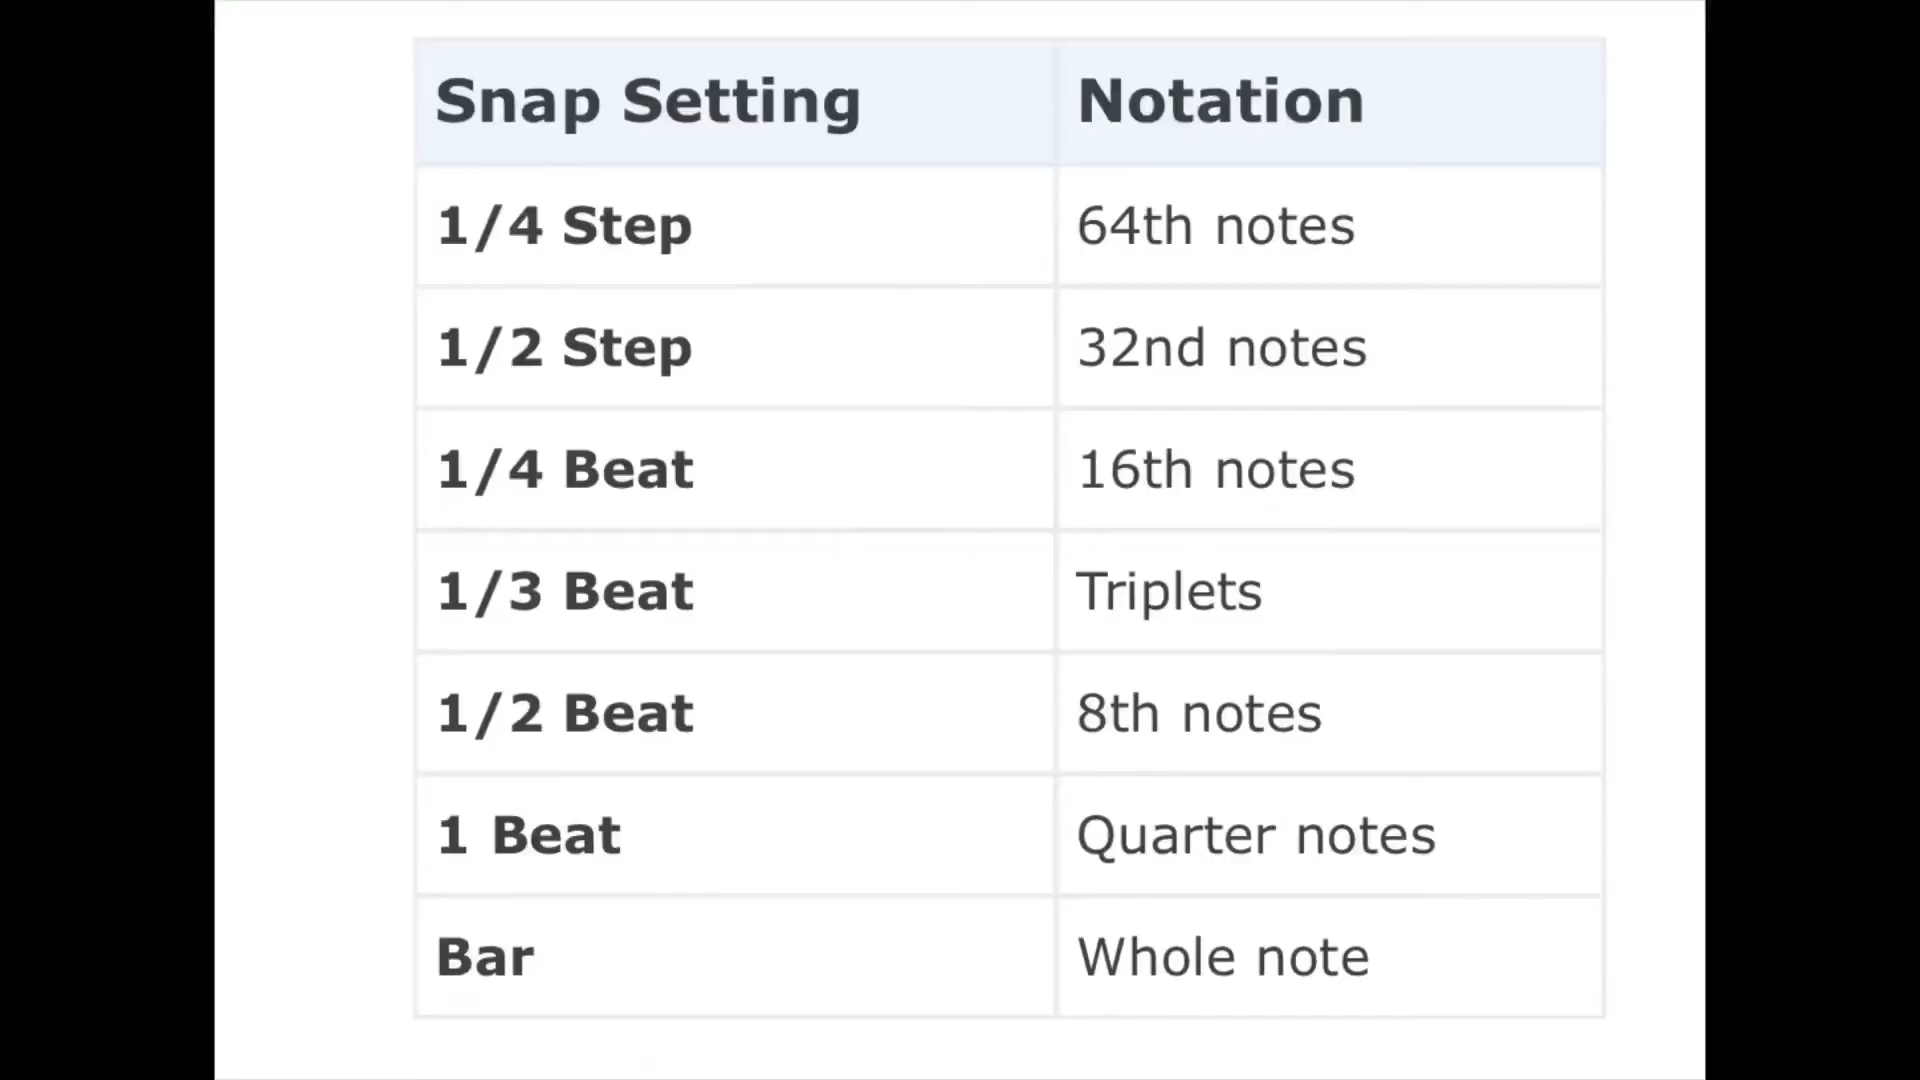 Snap Setting Notation
1/4 Step 64th notes
1/2 Step 32nd notes
1/4 Beat 16th notes
1/3 Beat Triplets
1/2 Beat 8th notes
1 Beat Quarter notes
Bar Whole note